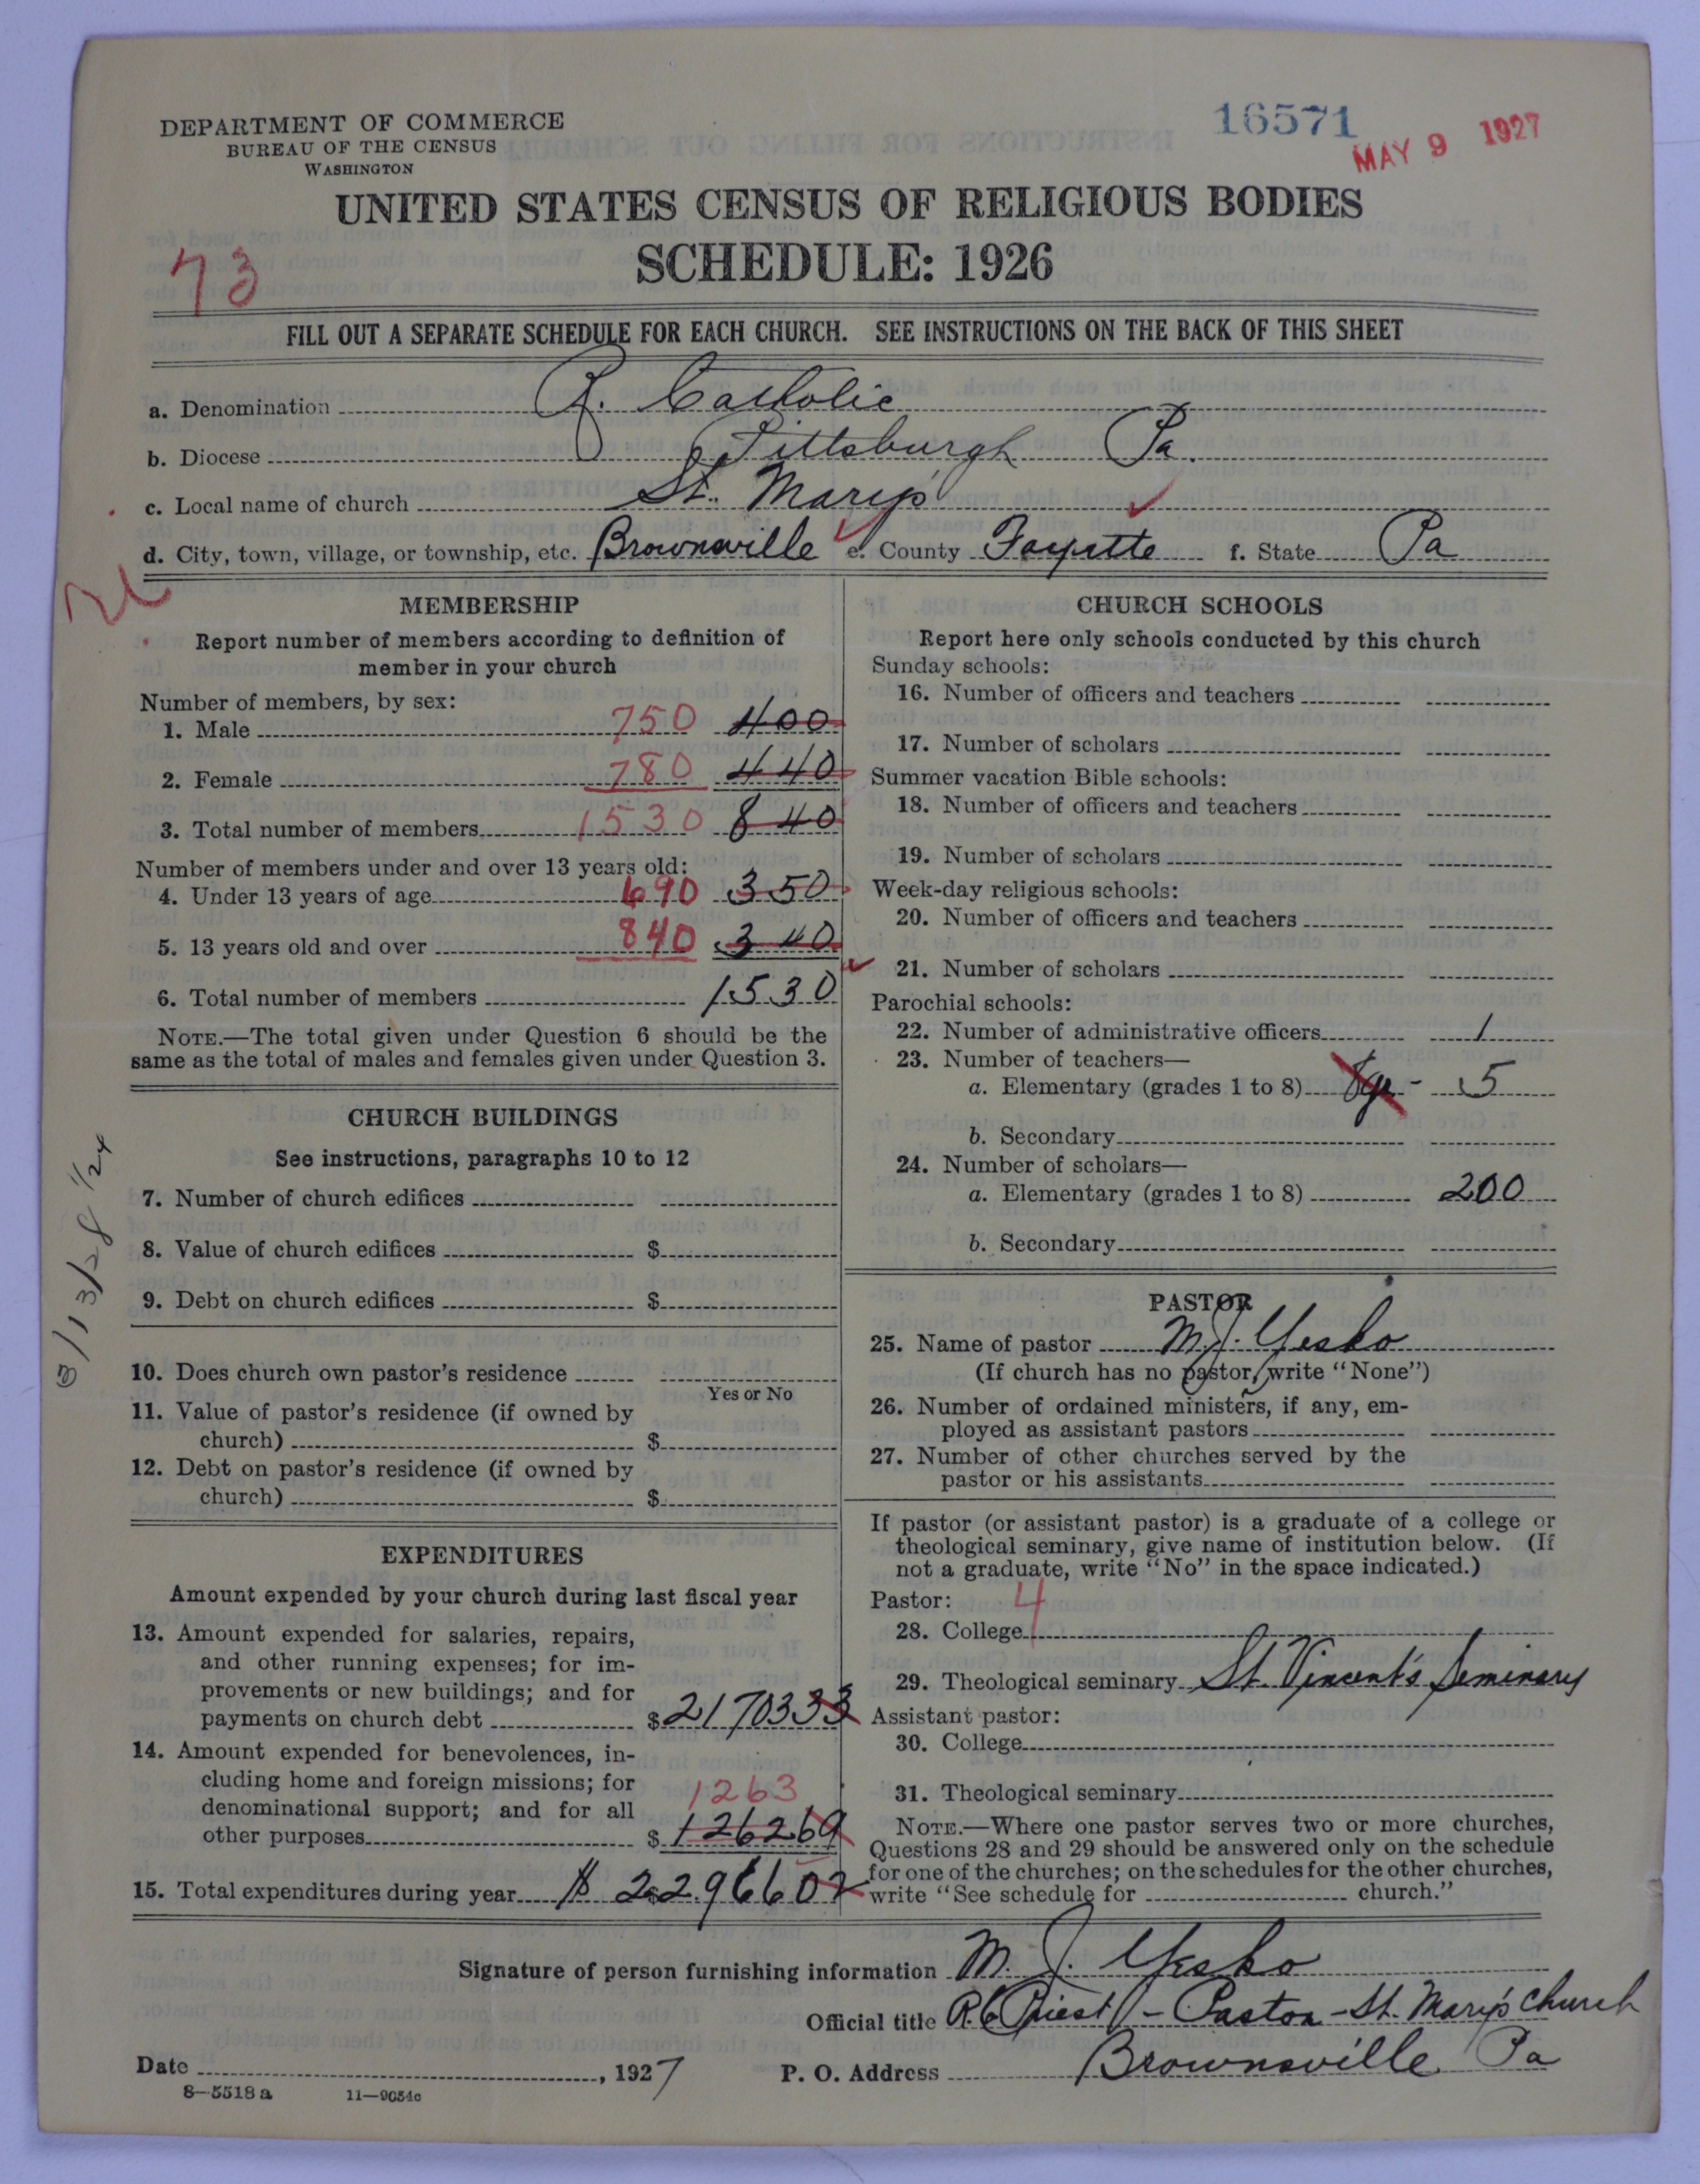 DEPARTMENT OF COMMERCE
BUREAU OF THE CENSUS
WASHINGTON
16571
MAY 9 1927
UNITED STATES CENSUS OF RELIGIOUS BODIES
SCHEDULE: 1926
73
FILL OUT A SEPARATE SCHEDULE FOR EACH CHURCH. SEE INSTRUCTIONS ON THE BACK OF THIS SHEET
a. Denomination R. Catholic
b. Diocese Pittsburgh Pa.
c. Local name of church St. Mary's
d. City, town, village, or township, etc. Brownsville e. County Fayette f. State Pa
MEMBERSHIP
Report number of members according to definition of
member in your church
Number of members, by sex:
1. Male 750 400
2. Female 780 440
3. Total number of members 1530 840
Number of members under and over 13 years old:
4. Under 13 years of age 690 350
5. 13 years old and over 840 340
6. Total number of members 1530
NOTE.—The total given under Question 6 should be the
same as the total of males and females given under Question 3.
CHURCH BUILDINGS
See instructions, paragraphs 10 to 12
7. Number of church edifices
8. Value of church edifices $
9. Debt on church edifices $
3/13/28
10. Does church own pastor's residence
Yes or No
11. Value of pastor's residence (if owned by
church) $
12. Debt on pastor's residence (if owned by
church) $
EXPENDITURES
Amount expended by your church during last fiscal year
13. Amount expended for salaries, repairs,
and other running expenses; for im-
provements or new buildings; and for
payments on church debt $ 2170333
14. Amount expended for benevolences, in-
cluding home and foreign missions; for
1263
denominational support; and for all
other purposes $ 126269
15. Total expenditures during year $ 2296602
CHURCH SCHOOLS
Report here only schools conducted by this church
Sunday schools:
16. Number of officers and teachers
17. Number of scholars
Summer vacation Bible schools:
18. Number of officers and teachers
19. Number of scholars
Week-day religious schools:
20. Number of officers and teachers
21. Number of scholars
Parochial schools:
22. Number of administrative officers 1
23. Number of teachers—
a. Elementary (grades 1 to 8) - 5
b. Secondary
24. Number of scholars—
a. Elementary (grades 1 to 8) 200
b. Secondary
PASTOR
25. Name of pastor M. J. Yesko
(If church has no pastor, write "None")
26. Number of ordained ministers, if any, em-
ployed as assistant pastors
27. Number of other churches served by the
pastor or his assistants
If pastor (or assistant pastor) is a graduate of a college or
theological seminary, give name of institution below. (If
not a graduate, write "No" in the space indicated.)
Pastor: 4
28. College
29. Theological seminary St. Vincent's Seminary
Assistant pastor:
30. College
31. Theological seminary
NOTE.—Where one pastor serves two or more churches,
Questions 28 and 29 should be answered only on the schedule
for one of the churches; on the schedules for the other churches,
write "See schedule for church."
Signature of person furnishing information M. J. Yesko
Official title R.C. Priest - Pastor - St. Mary's Church
Date , 1927 P. O. Address Brownsville Pa
8-5518 a 11-9054c